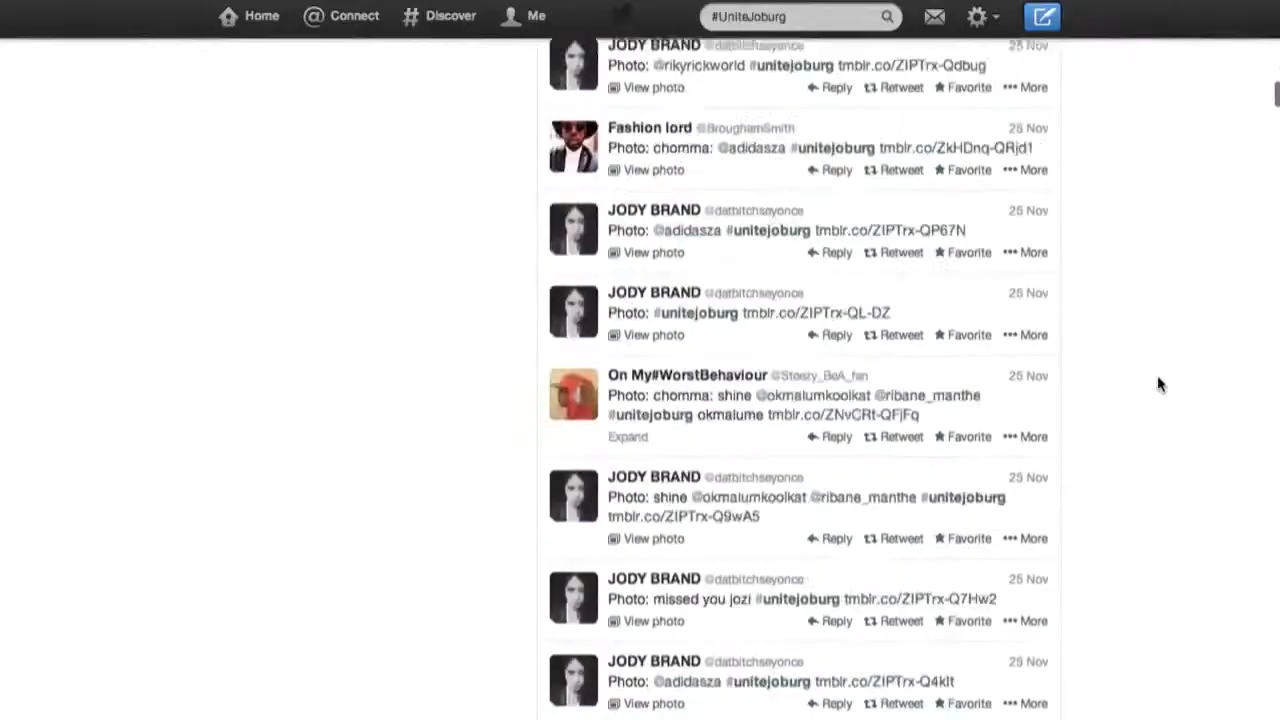 Home Connect Discover Me #UniteJoburg
JODY BRAND @datbitchseyonce 25 Nov
Photo: @rikyrickworld #unitejoburg tmblr.co/ZIPTrx-Qdbug
View photo Reply Retweet Favorite More
Fashion lord @BroughamSmith 25 Nov
Photo: chomma: @adidasza #unitejoburg tmblr.co/ZkHDnq-QRjd1
View photo Reply Retweet Favorite More
JODY BRAND @datbitchseyonce 25 Nov
Photo: @adidasza #unitejoburg tmblr.co/ZIPTrx-QP67N
View photo Reply Retweet Favorite More
JODY BRAND @datbitchseyonce 25 Nov
Photo: #unitejoburg tmblr.co/ZIPTrx-QL-DZ
View photo Reply Retweet Favorite More
On My#WorstBehaviour 25 Nov
Photo: chomma: shine @okmalumkoolkat @ribane_manthe
#unitejoburg okmalume tmblr.co/ZNvCRt-QFjFq
Expand Reply Retweet Favorite More
JODY BRAND @datbitchseyonce 25 Nov
Photo: shine @okmalumkoolkat @ribane_manthe #unitejoburg
tmblr.co/ZIPTrx-Q9wA5
View photo Reply Retweet Favorite More
JODY BRAND @datbitchseyonce 25 Nov
Photo: missed you jozi #unitejoburg tmblr.co/ZIPTrx-Q7Hw2
View photo Reply Retweet Favorite More
JODY BRAND @datbitchseyonce 25 Nov
Photo: @adidasza #unitejoburg tmblr.co/ZIPTrx-Q4klt
View photo Reply Retweet Favorite More